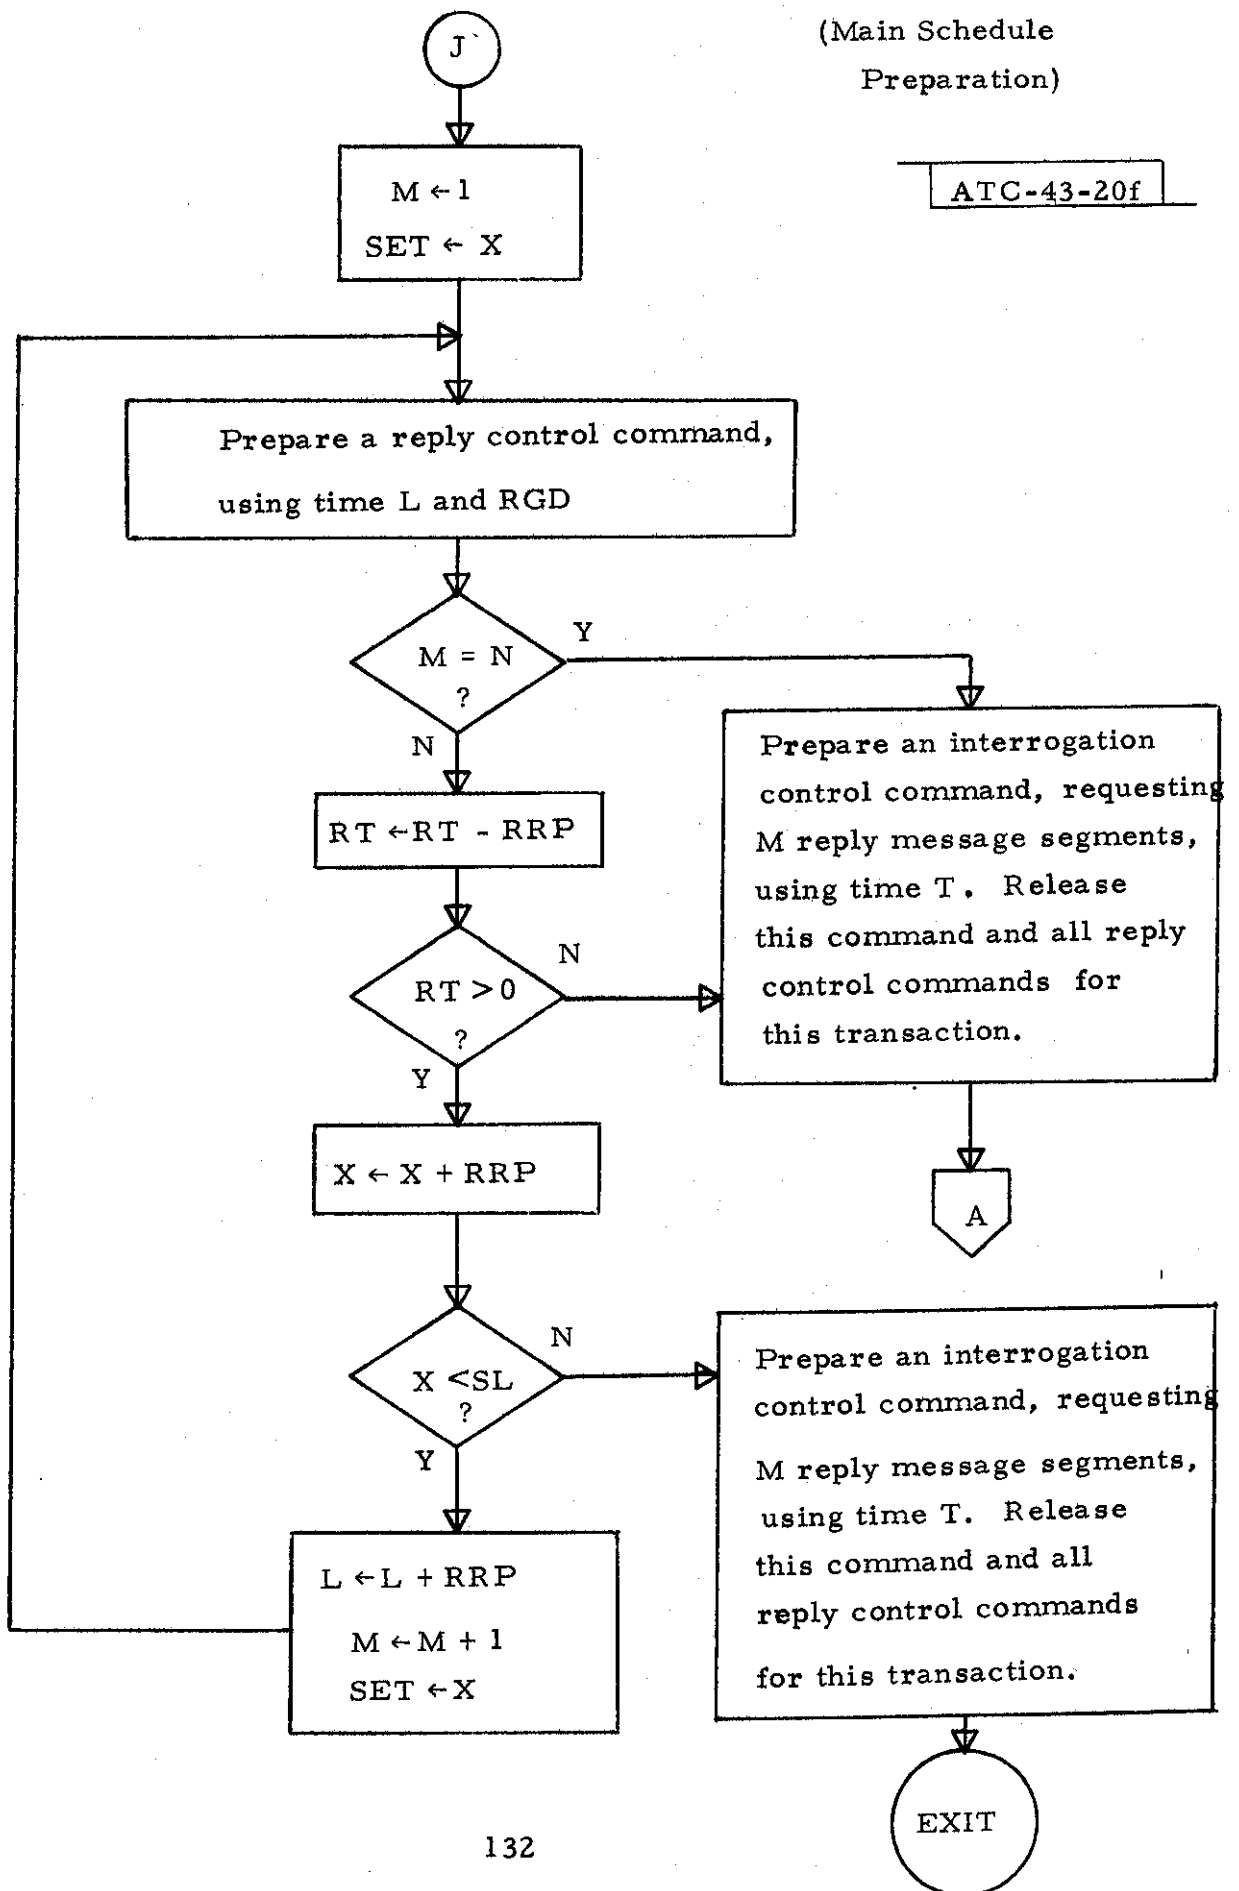 J
(Main Schedule
Preparation)
ATC-43-20f
M ← 1
SET ← X
Prepare a reply control command,
using time L and RGD
M = N
?
Y
N
RT ← RT - RRP
RT > 0
?
N
Y
Prepare an interrogation
control command, requesting
M reply message segments,
using time T. Release
this command and all reply
control commands for
this transaction.
A
X ← X + RRP
X < SL
?
N
Y
L ← L + RRP
M ← M + 1
SET ← X
Prepare an interrogation
control command, requesting
M reply message segments,
using time T. Release
this command and all
reply control commands
for this transaction.
EXIT
132